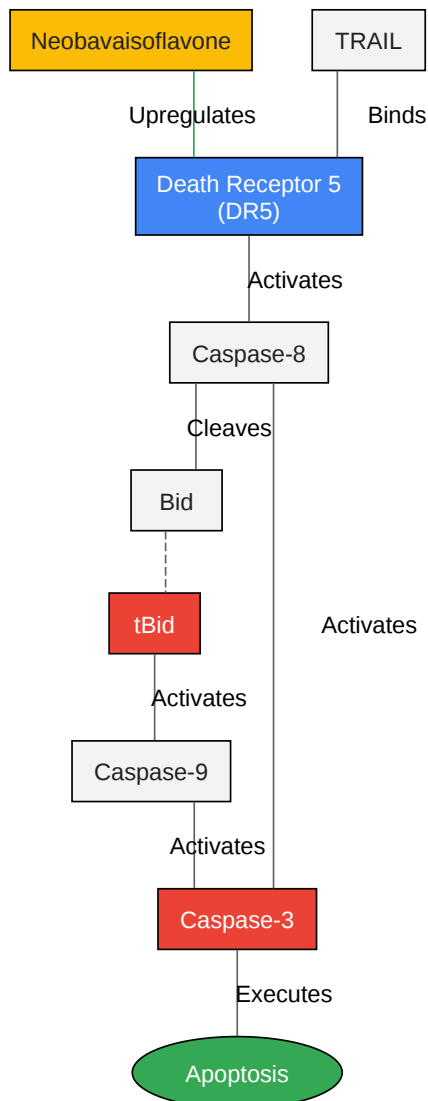 Neobavaisoflavone
TRAIL
Upregulates
Binds
Death Receptor 5
(DR5)
Activates
Caspase-8
Cleaves
Bid
tBid
Activates
Activates
Caspase-9
Activates
Caspase-3
Executes
Apoptosis